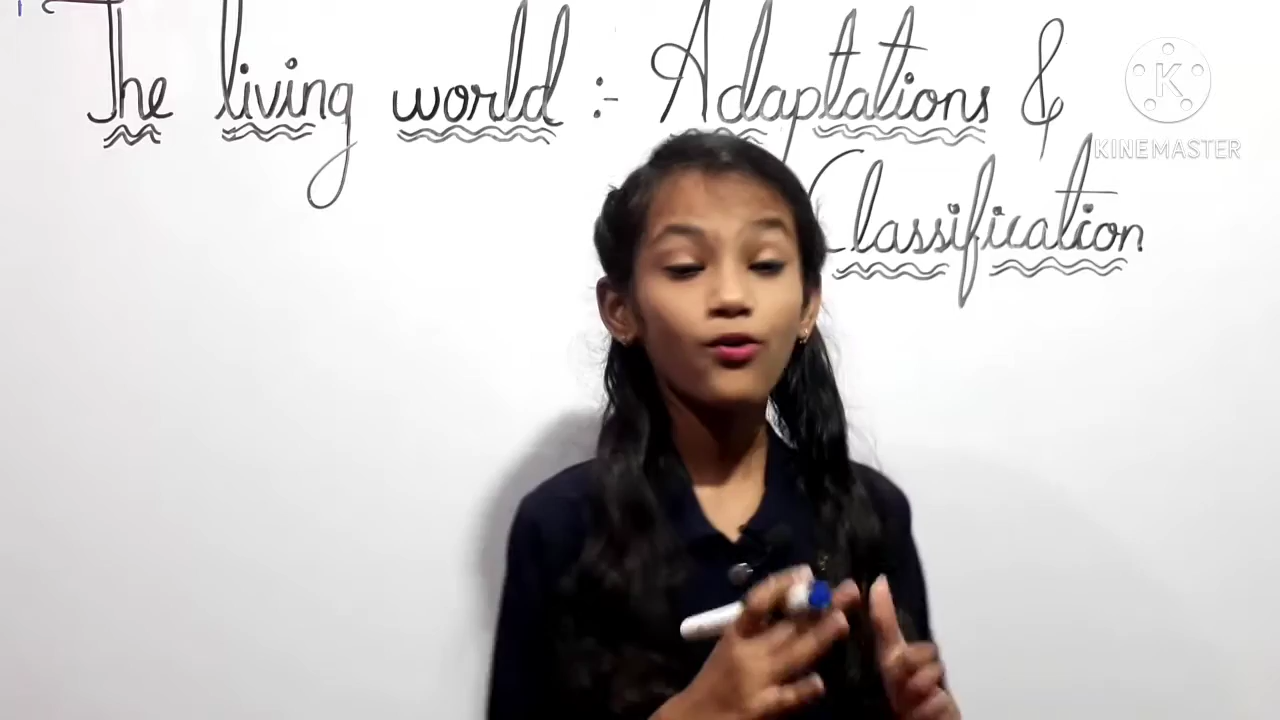 The living world :- Adaptations &
Classification
K
KINEMASTER